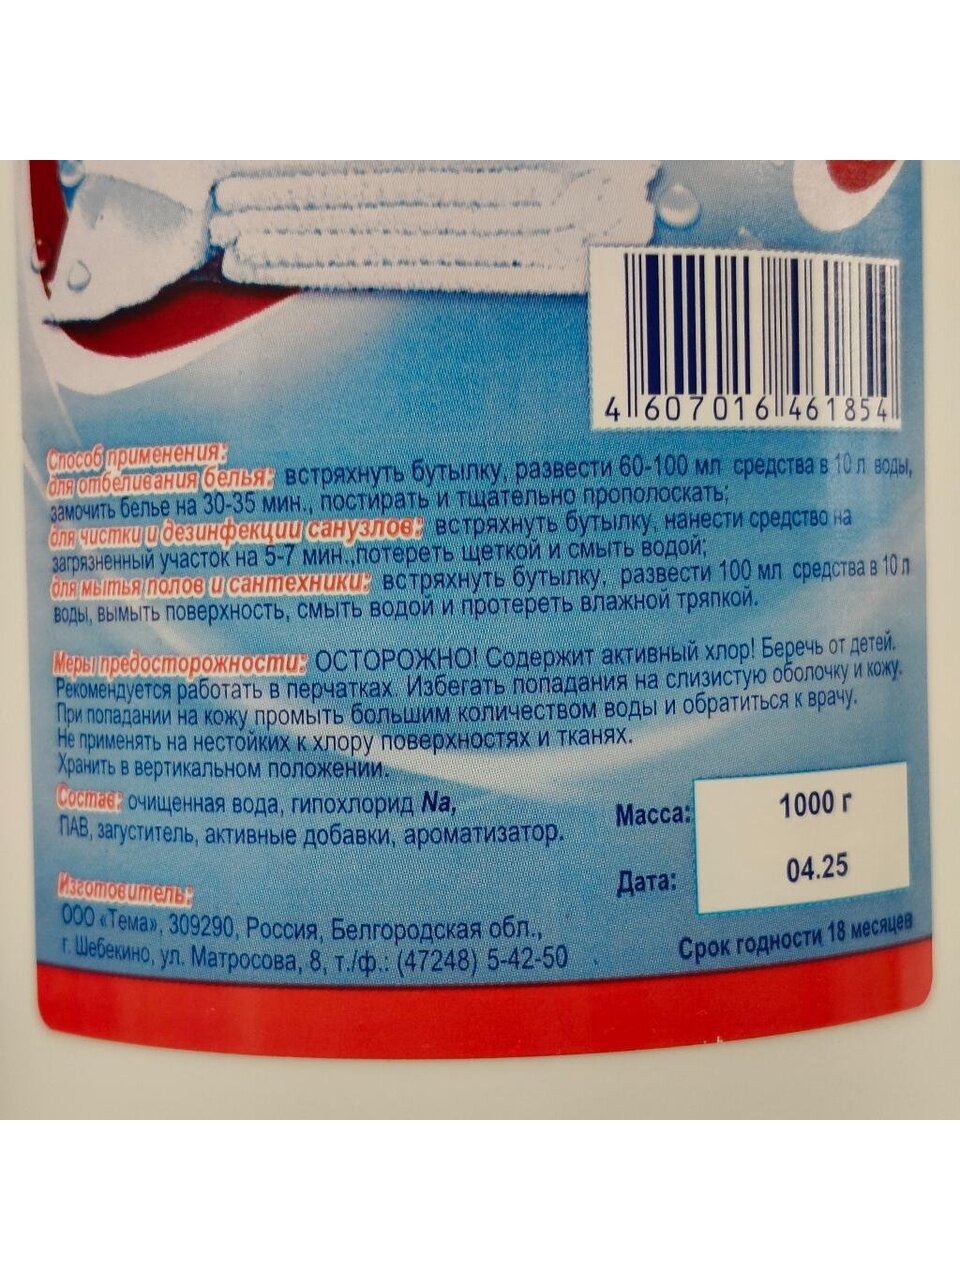 4 607016 461854
Способ применения:
для отбеливания белья: встряхнуть бутылку, развести 60-100 мл средства в 10 л воды,
замочить белье на 30-35 мин., постирать и тщательно прополоскать;
для чистки и дезинфекции санузлов: встряхнуть бутылку, нанести средство на
загрязненный участок на 5-7 мин.,потереть щеткой и смыть водой;
для мытья полов и сантехники: встряхнуть бутылку, развести 100 мл средства в 10 л
воды, вымыть поверхность, смыть водой и протереть влажной тряпкой.
Меры предосторожности: ОСТОРОЖНО! Содержит активный хлор! Беречь от детей.
Рекомендуется работать в перчатках. Избегать попадания на слизистую оболочку и кожу.
При попадании на кожу промыть большим количеством воды и обратиться к врачу.
Не применять на нестойких к хлору поверхностях и тканях.
Хранить в вертикальном положении.
Состав: очищенная вода, гипохлорид Na,
ПАВ, загуститель, активные добавки, ароматизатор.
Масса: 1000 г
Дата: 04.25
Изготовитель:
ООО «Тема», 309290, Россия, Белгородская обл.,
г. Шебекино, ул. Матросова, 8, т./ф.: (47248) 5-42-50
Срок годности 18 месяцев